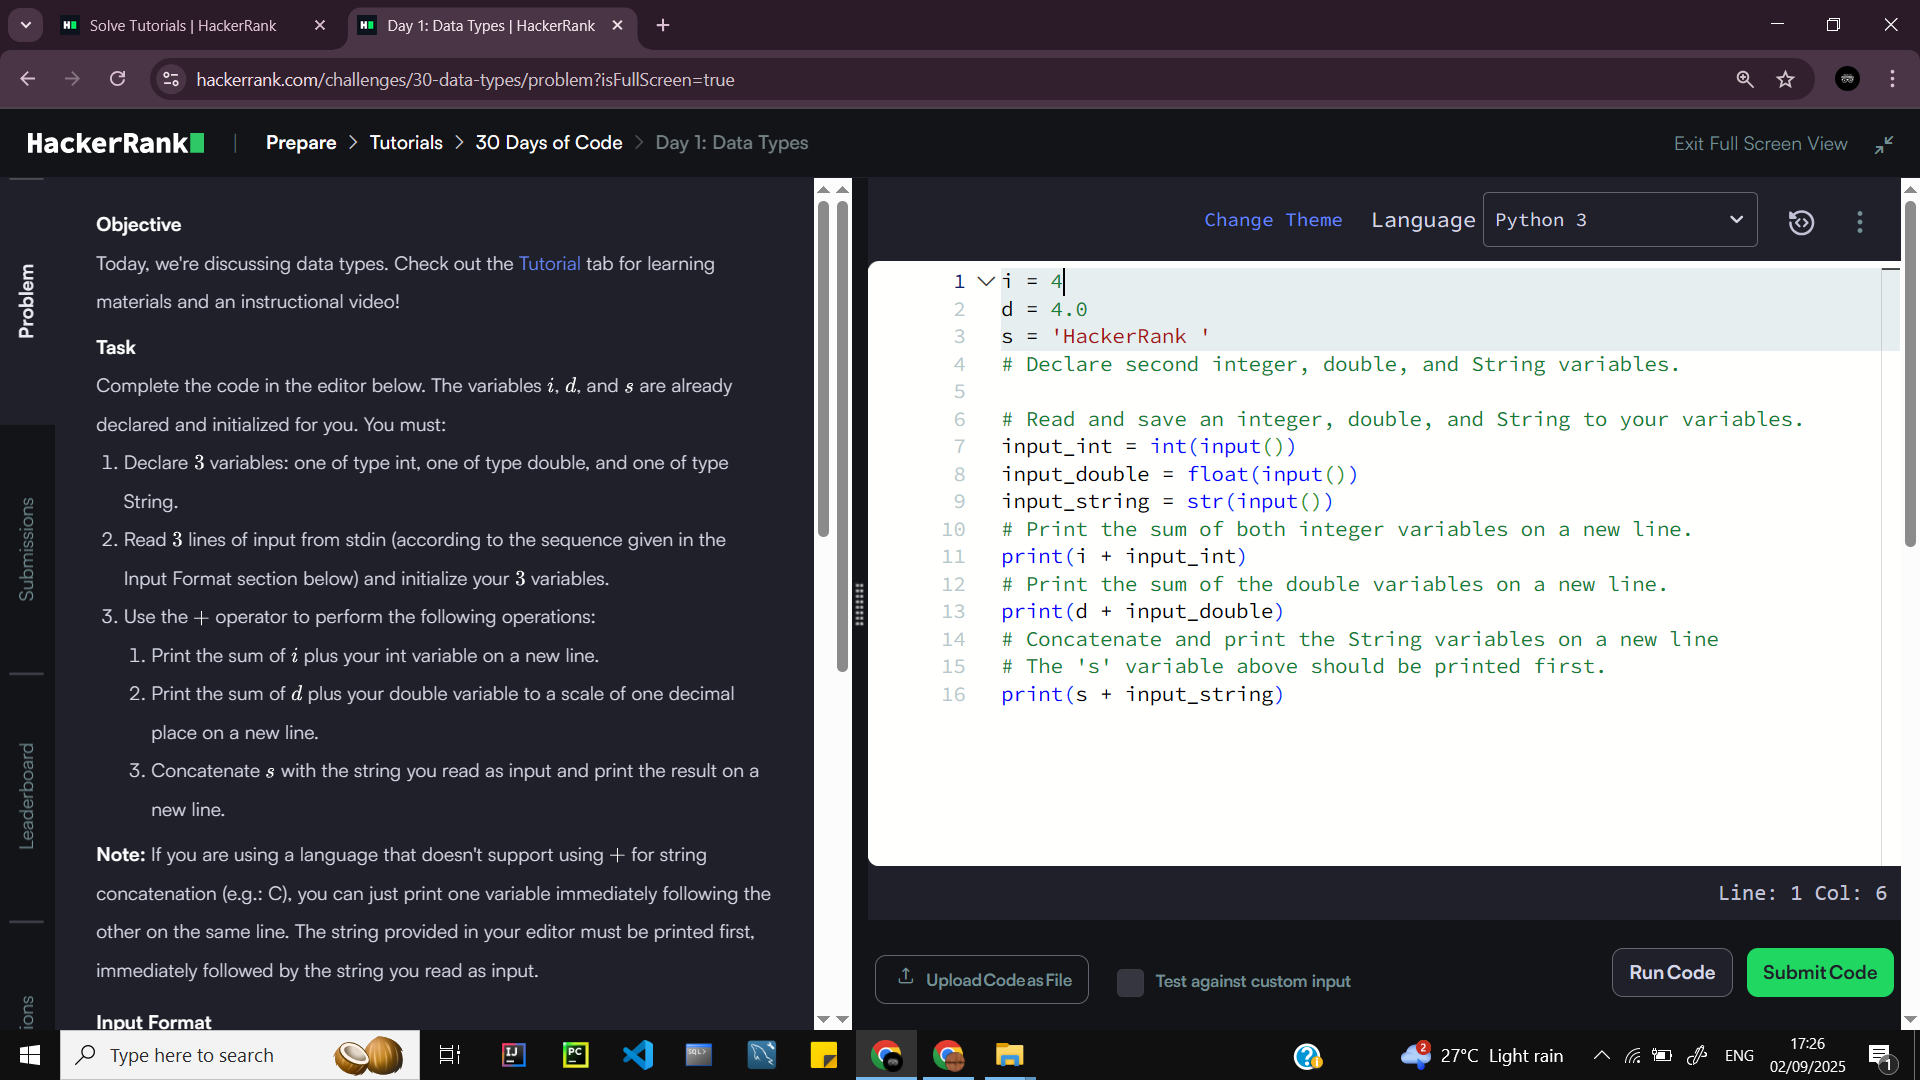 Solve Tutorials | HackerRank
Day 1: Data Types | HackerRank
hackerrank.com/challenges/30-data-types/problem?isFullScreen=true
HackerRank
Prepare > Tutorials > 30 Days of Code > Day 1: Data Types
Exit Full Screen View
Problem
Submissions
Leaderboard
ions
Objective
Today, we're discussing data types. Check out the Tutorial tab for learning
materials and an instructional video!
Task
Complete the code in the editor below. The variables i, d, and s are already
declared and initialized for you. You must:
1. Declare 3 variables: one of type int, one of type double, and one of type
String.
2. Read 3 lines of input from stdin (according to the sequence given in the
Input Format section below) and initialize your 3 variables.
3. Use the + operator to perform the following operations:
1. Print the sum of i plus your int variable on a new line.
2. Print the sum of d plus your double variable to a scale of one decimal
place on a new line.
3. Concatenate s with the string you read as input and print the result on a
new line.
Note: If you are using a language that doesn't support using + for string
concatenation (e.g.: C), you can just print one variable immediately following the
other on the same line. The string provided in your editor must be printed first,
immediately followed by the string you read as input.
Input Format
Change Theme Language Python 3
1 i = 4
2 d = 4.0
3 s = 'HackerRank '
4 # Declare second integer, double, and String variables.
5
6 # Read and save an integer, double, and String to your variables.
7 input_int = int(input())
8 input_double = float(input())
9 input_string = str(input())
10 # Print the sum of both integer variables on a new line.
11 print(i + input_int)
12 # Print the sum of the double variables on a new line.
13 print(d + input_double)
14 # Concatenate and print the String variables on a new line
15 # The 's' variable above should be printed first.
16 print(s + input_string)
Line: 1 Col: 6
Upload Code as File
Test against custom input
Run Code
Submit Code
Type here to search
IJ
PC
SQL>
2
27°C Light rain
ENG
17:26
02/09/2025
1